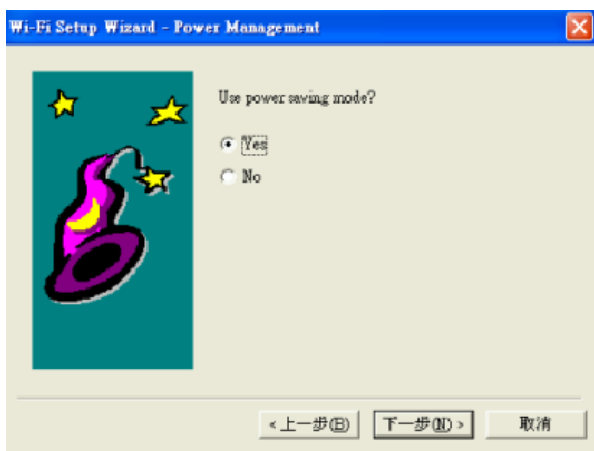 Wi-Fi Setup Wizard - Power Management
Use power saving mode?
Yes
No
<上一步(B)
下一步(N)>
取消